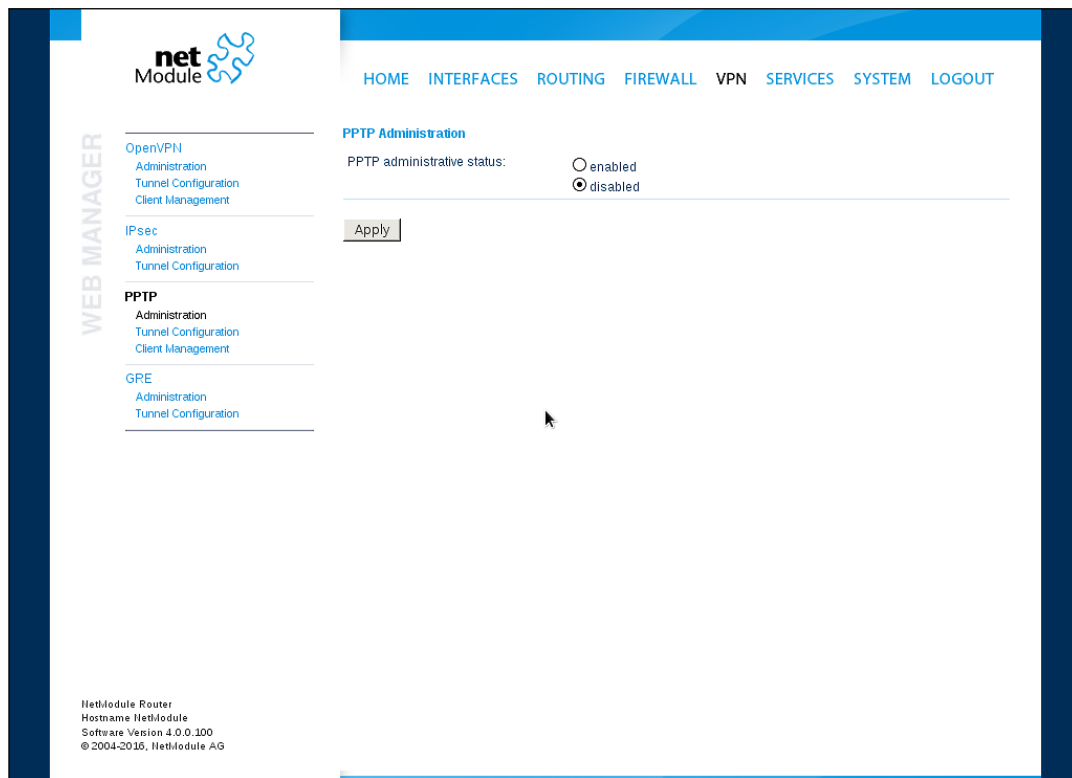 net
Module
HOME INTERFACES ROUTING FIREWALL VPN SERVICES SYSTEM LOGOUT
WEB MANAGER
OpenVPN
Administration
Tunnel Configuration
Client Management
IPsec
Administration
Tunnel Configuration
PPTP
Administration
Tunnel Configuration
Client Management
GRE
Administration
Tunnel Configuration
PPTP Administration
PPTP administrative status:
enabled
disabled
Apply
NetModule Router
Hostname NetModule
Software Version 4.0.0.100
© 2004-2016, NetModule AG